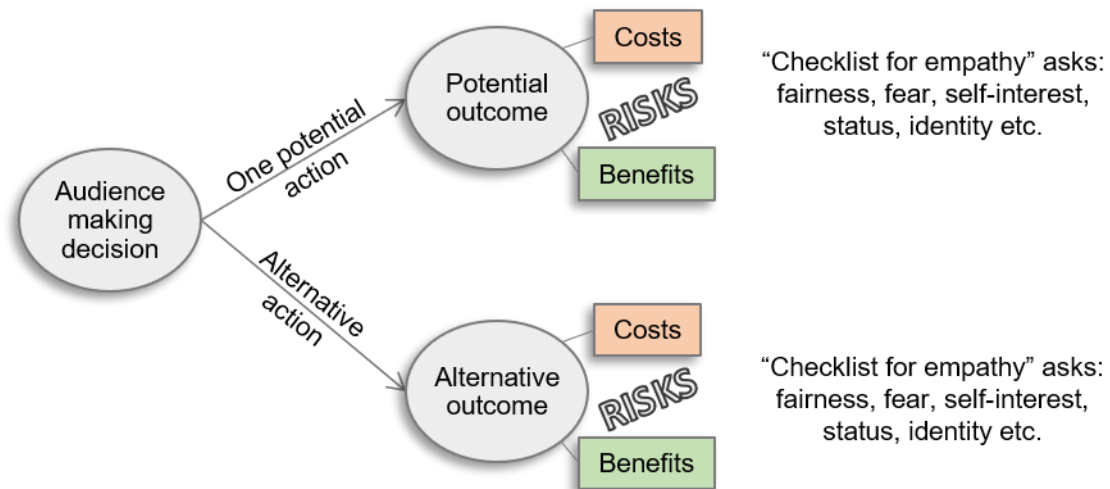 Costs
Potential
outcome
RISKS
Benefits
“Checklist for empathy” asks:
fairness, fear, self-interest,
status, identity etc.
One potential
action
Audience
making
decision
Alternative
action
Costs
Alternative
outcome
RISKS
Benefits
“Checklist for empathy” asks:
fairness, fear, self-interest,
status, identity etc.